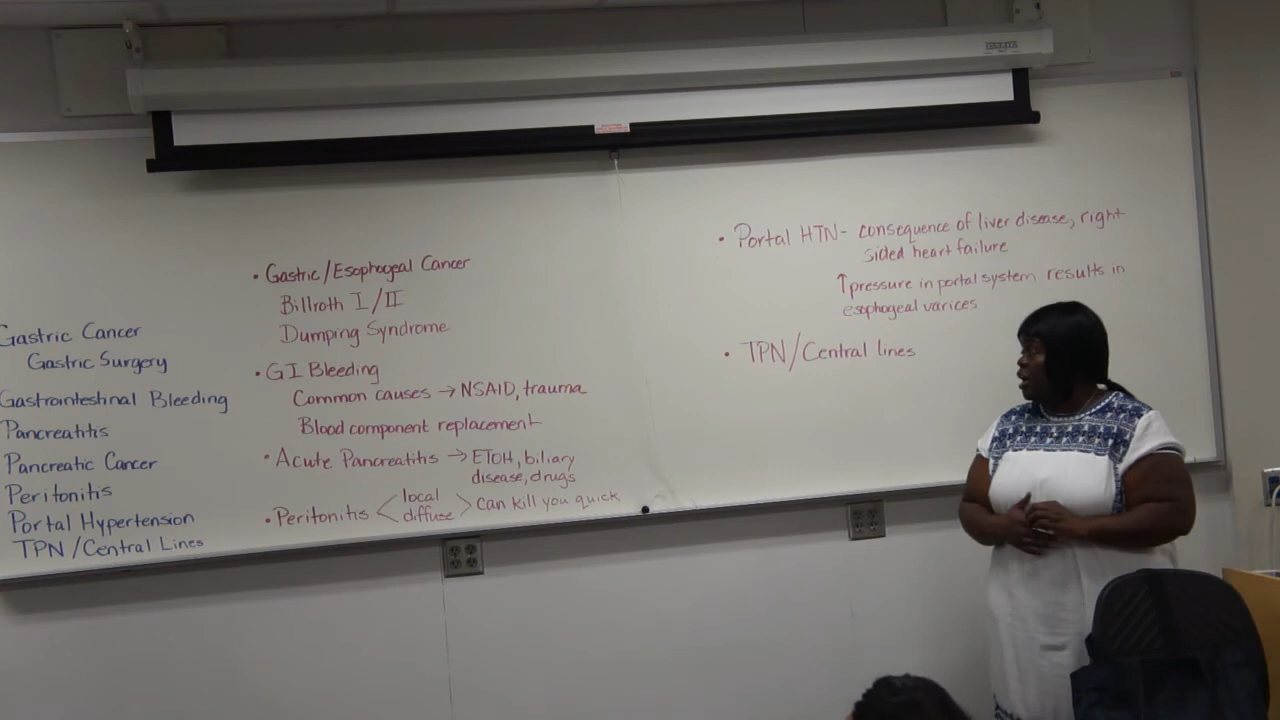 Gastric Cancer
Gastric Surgery
Gastrointestinal Bleeding
Pancreatitis
Pancreatic Cancer
Peritonitis
Portal Hypertension
TPN/Central Lines
• Gastric/Esophogeal Cancer
Billroth I/II
Dumping Syndrome
• GI Bleeding
Common causes → NSAID, trauma
Blood component replacement
• Acute Pancreatitis → ETOH, biliary
disease, drugs
• Peritonitis < local
diffuse > can kill you quick
• Portal HTN- consequence of liver disease, right
sided heart failure
↑pressure in portal system results in
esophogeal varices
• TPN/Central lines